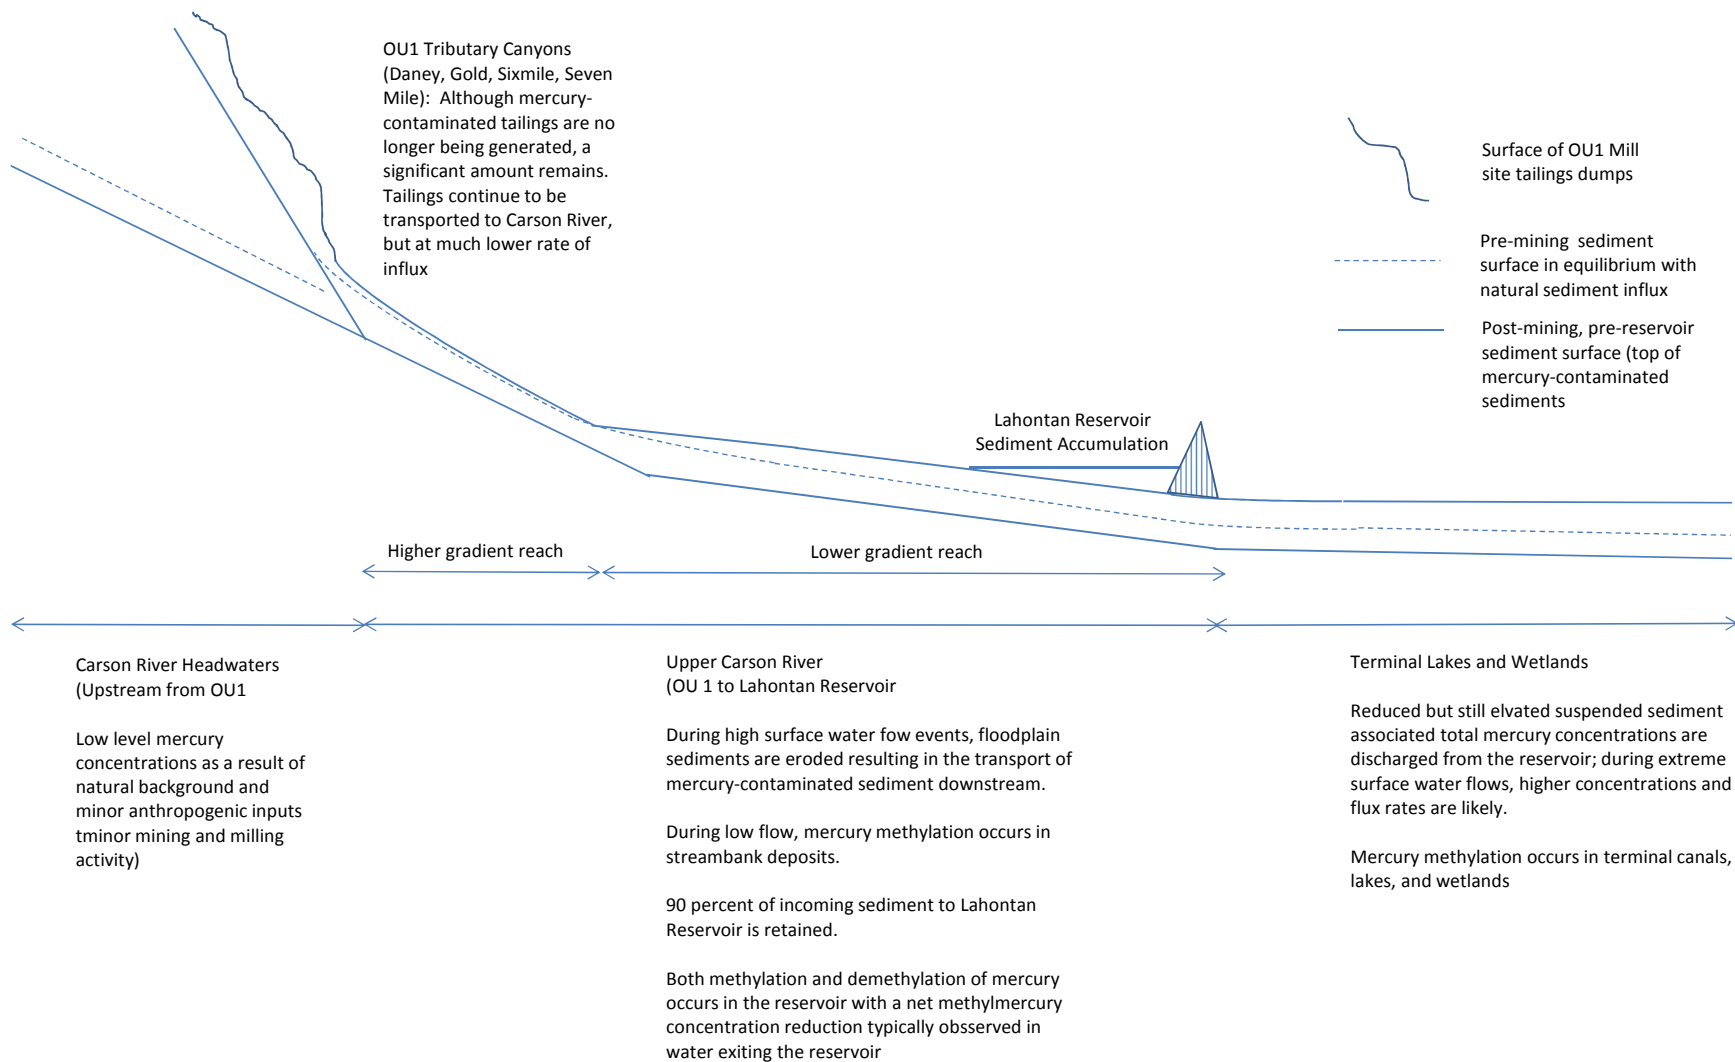 OU1 Tributary Canyons
(Daney, Gold, Sixmile, Seven
Mile):  Although mercury-
contaminated tailings are no
longer being generated, a
significant amount remains.
Tailings continue to be
transported to Carson River,
but at much lower rate of
influx
Surface of OU1 Mill
site tailings dumps
Pre-mining  sediment
surface in equilibrium with
natural sediment influx
Post-mining, pre-reservoir
sediment surface (top of
mercury-contaminated
sediments
Lahontan Reservoir
Sediment Accumulation
Higher gradient reach
Lower gradient reach
Carson River Headwaters
(Upstream from OU1
Low level mercury
concentrations as a result of
natural background and
minor anthropogenic inputs
tminor mining and milling
activity)
Upper Carson River
(OU 1 to Lahontan Reservoir
During high surface water fow events, floodplain
sediments are eroded resulting in the transport of
mercury-contaminated sediment downstream.
During low flow, mercury methylation occurs in
streambank deposits.
90 percent of incoming sediment to Lahontan
Reservoir is retained.
Both methylation and demethylation of mercury
occurs in the reservoir with a net methylmercury
concentration reduction typically obsserved in
water exiting the reservoir
Terminal Lakes and Wetlands
Reduced but still elvated suspended sediment
associated total mercury concentrations are
discharged from the reservoir; during extreme
surface water flows, higher concentrations and
flux rates are likely.
Mercury methylation occurs in terminal canals,
lakes, and wetlands